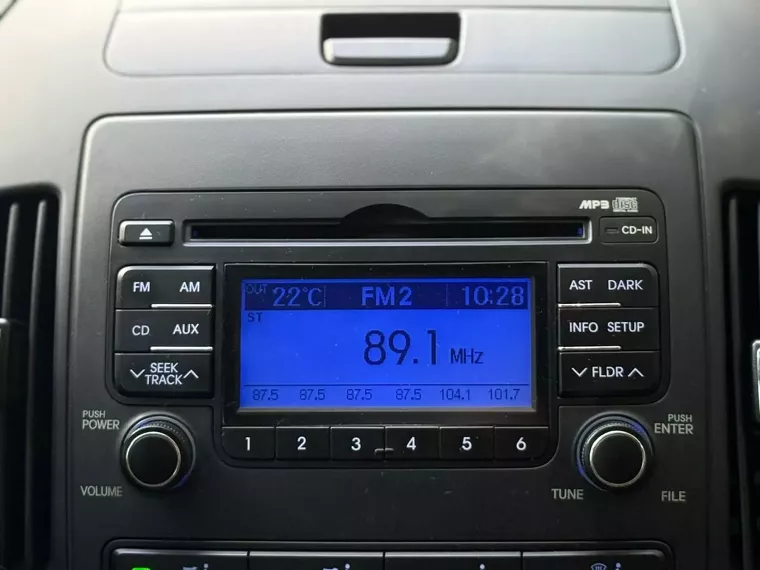 MP3 disc
CD-IN
FM AM
OUT 22°C FM2 10:28
AST DARK
ST
CD AUX
89.1 MHz
INFO SETUP
SEEK
TRACK
FLDR
87.5 87.5 87.5 87.5 104.1 101.7
PUSH
POWER
1 2 3 4 5 6
PUSH
ENTER
VOLUME
TUNE FILE